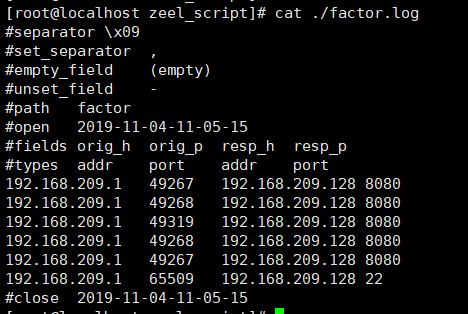 [root@localhost zeel_script]# cat ./factor.log
#separator \x09
#set_separator ,
#empty_field (empty)
#unset_field -
#path factor
#open 2019-11-04-11-05-15
#fields orig_h orig_p resp_h resp_p
#types addr port addr port
192.168.209.1 49267 192.168.209.128 8080
192.168.209.1 49268 192.168.209.128 8080
192.168.209.1 49319 192.168.209.128 8080
192.168.209.1 49268 192.168.209.128 8080
192.168.209.1 49267 192.168.209.128 8080
192.168.209.1 65509 192.168.209.128 22
#close 2019-11-04-11-05-15
[root@localhost zeel_script]#